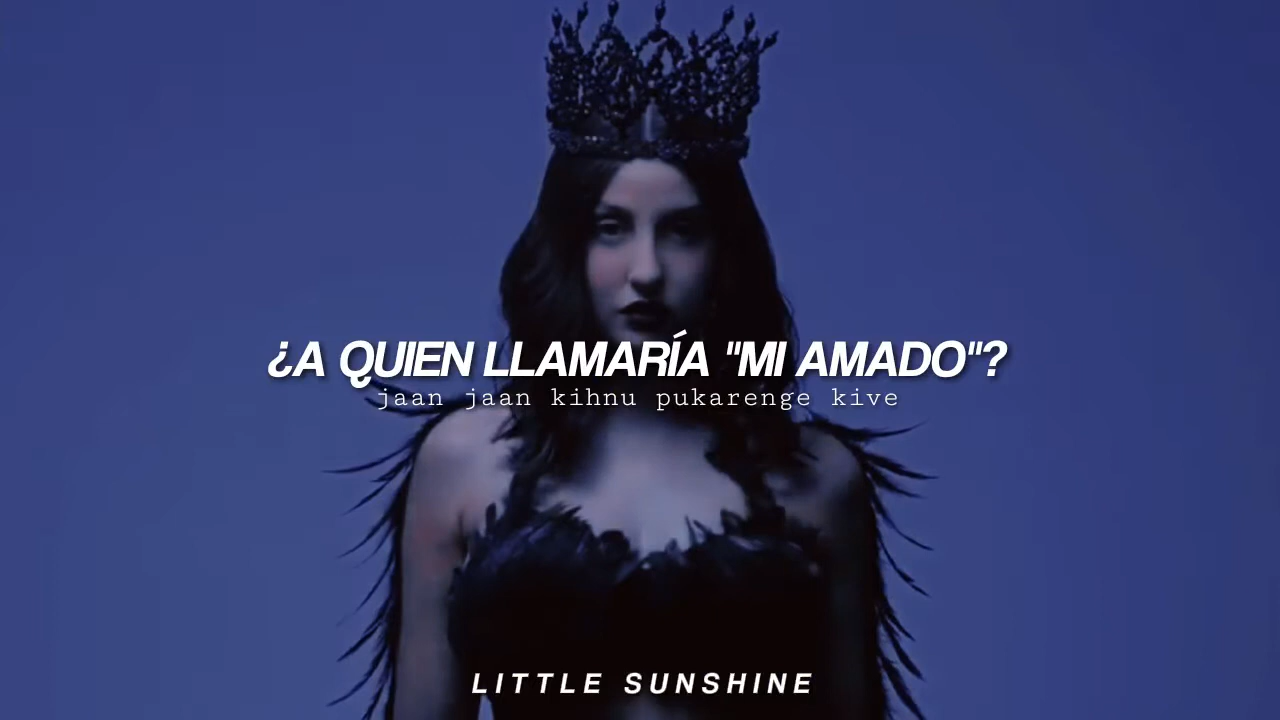 ¿A QUIEN LLAMARÍA "MI AMADO"?
jaan jaan kihnu pukarenge kive
LITTLE SUNSHINE